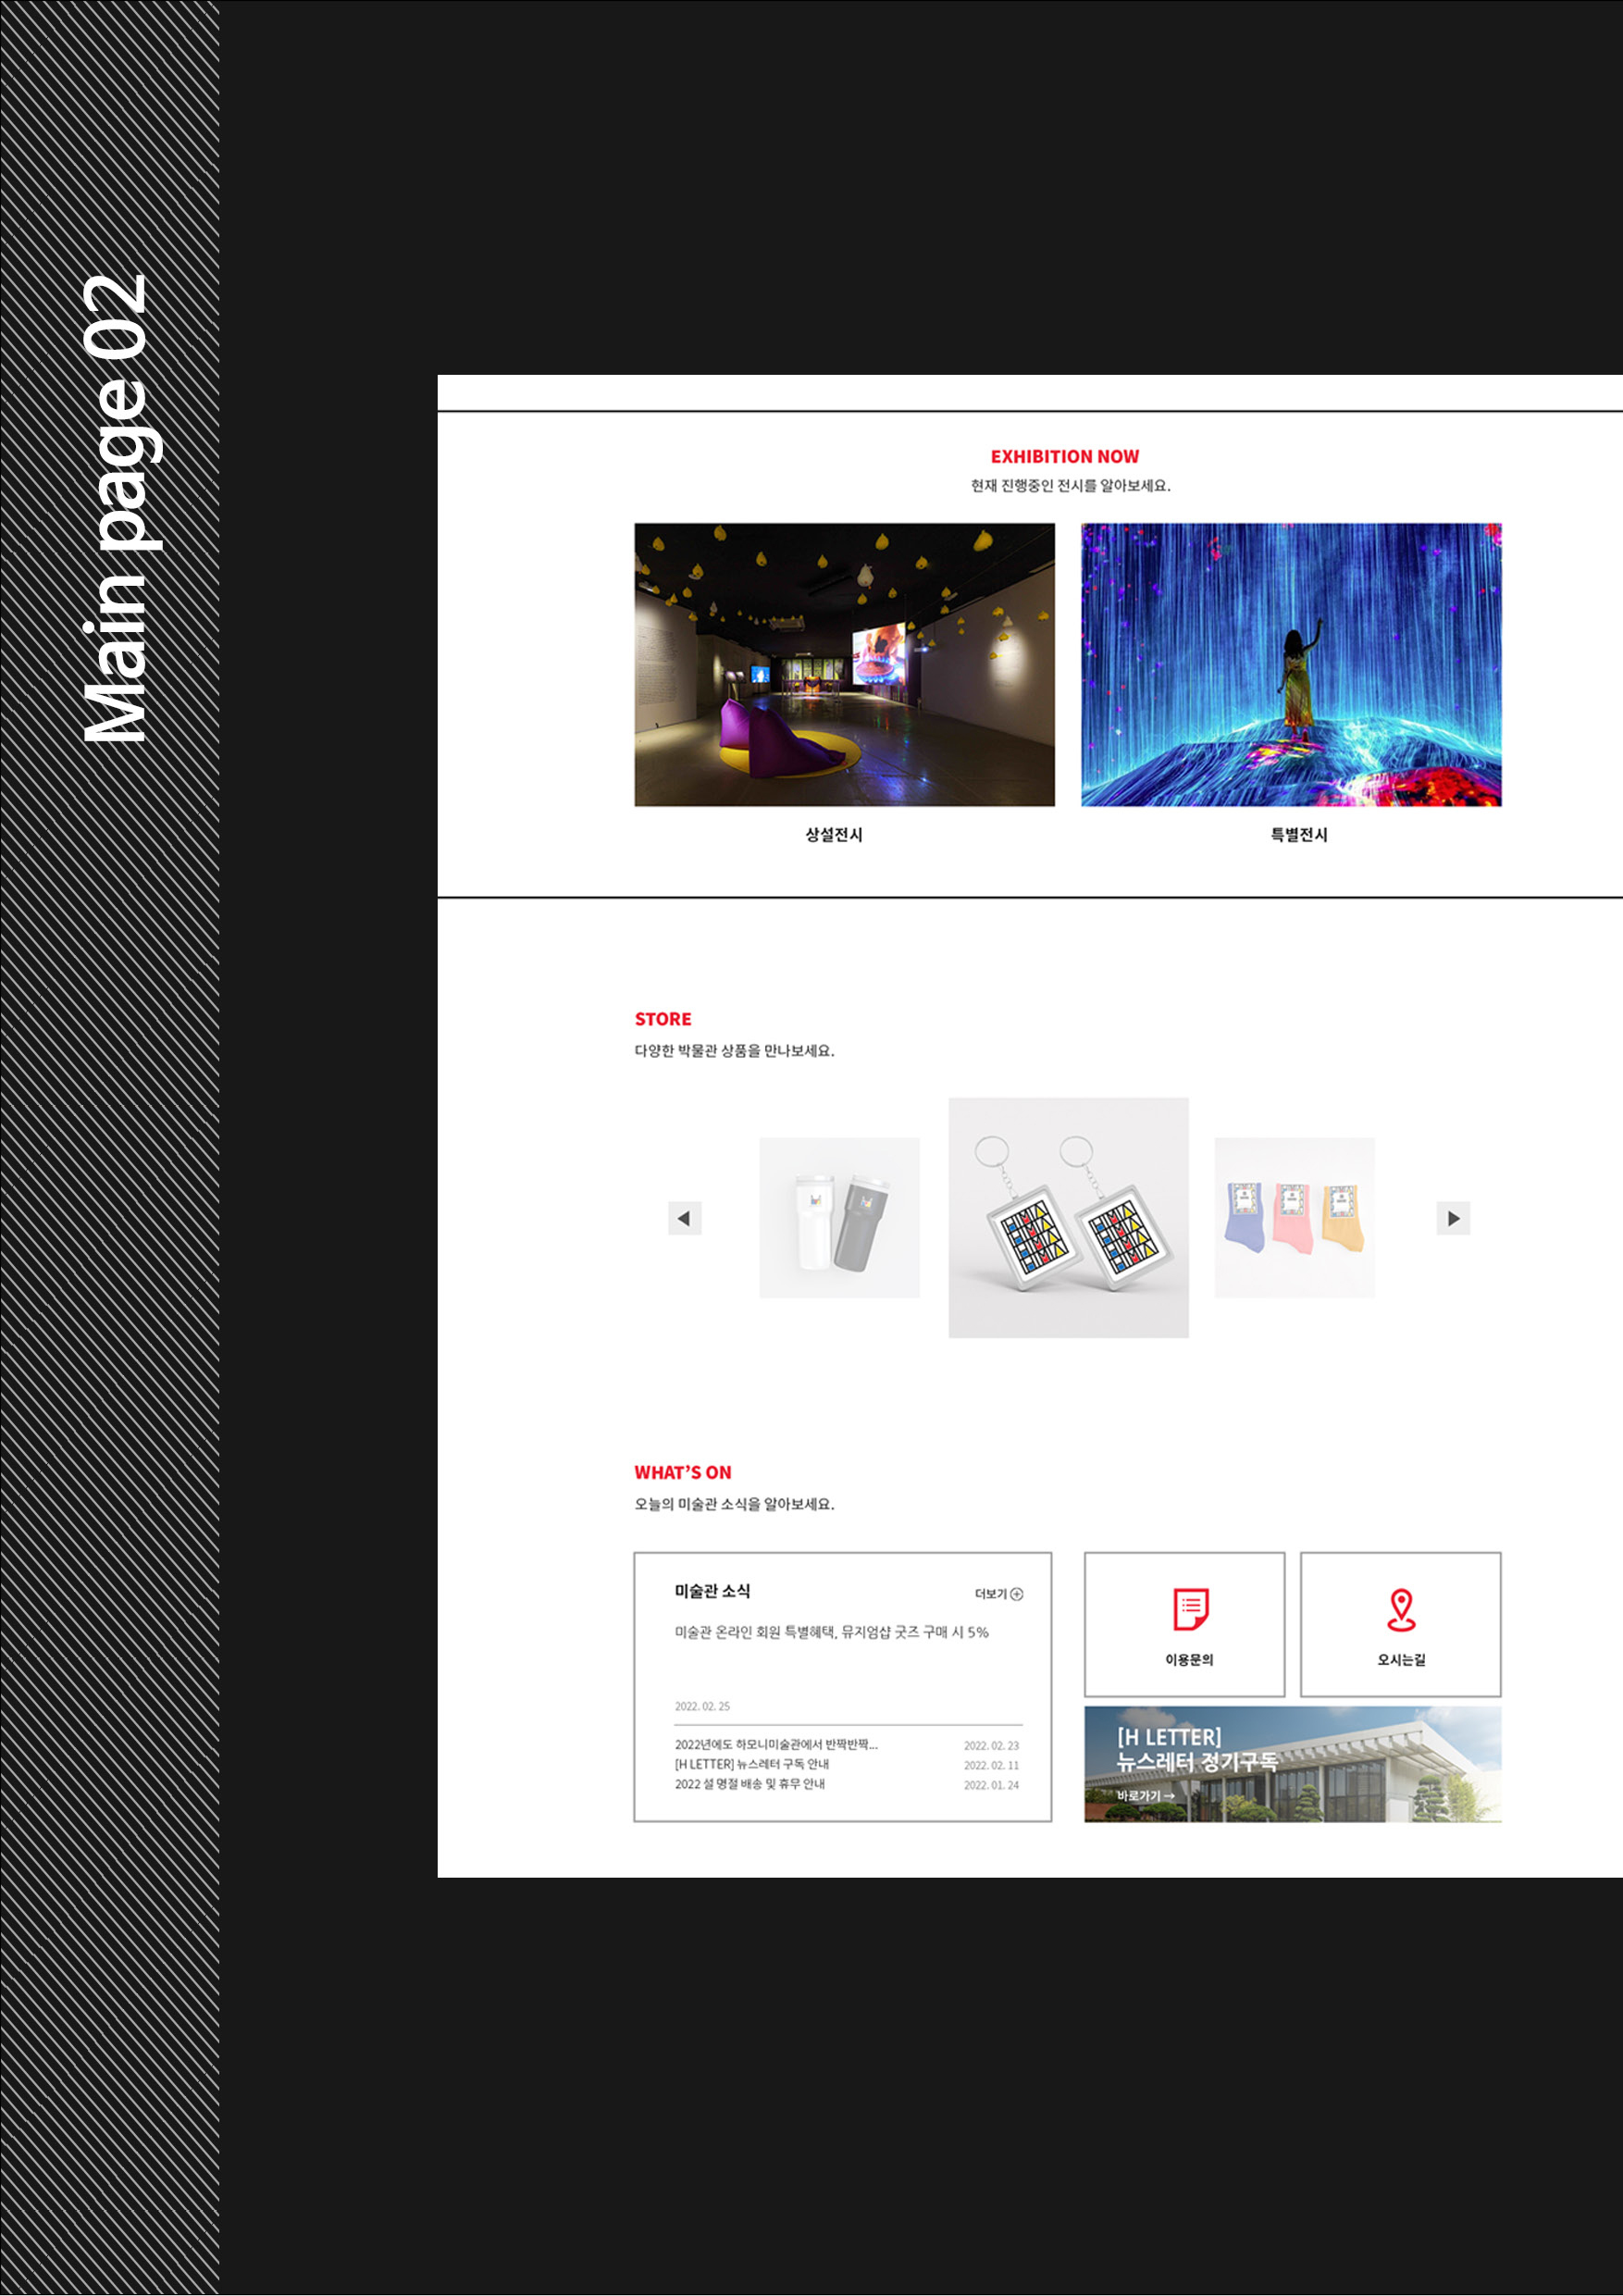 Main page 02
EXHIBITION NOW
현재 진행중인 전시를 알아보세요.
상설전시
특별전시
STORE
다양한 박물관 상품을 만나보세요.
WHAT'S ON
오늘의 미술관 소식을 알아보세요.
미술관 소식
더보기
미술관 온라인 회원 특별혜택, 뮤지엄샵 굿즈 구매 시 5%
2022. 02. 25
2022년에도 하모니미술관에서 반짝반짝... 2022. 02. 23
[H LETTER] 뉴스레터 구독 안내 2022. 02. 11
2022 설 명절 배송 및 휴무 안내 2022. 01. 24
이용문의
오시는길
[H LETTER]
뉴스레터 정기구독
바로가기 →